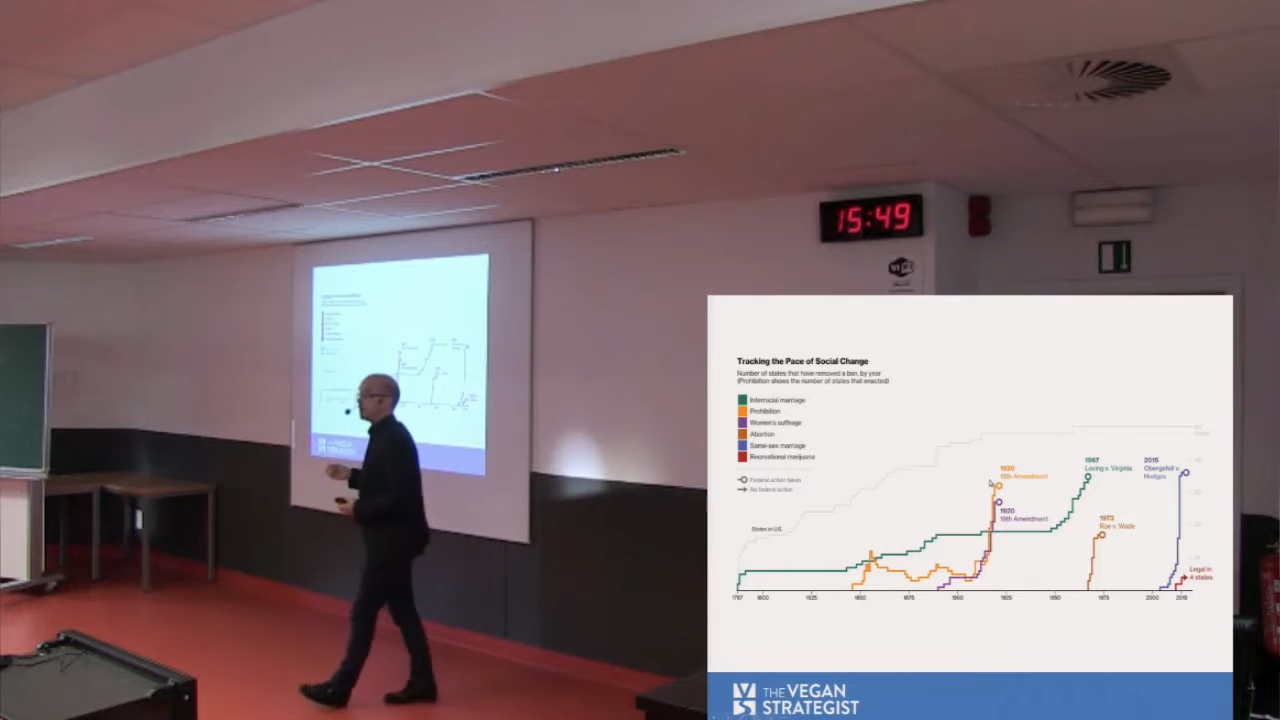 15:49
Tracking the Pace of Social Change
Number of states that have removed a ban, by year
(Prohibition shows the number of states that enacted)
Interracial marriage
Prohibition
Women's suffrage
Abortion
Same-sex marriage
Recreational marijuana
Federal action taken
No federal action
States in U.S.
1920
18th Amendment
1920
19th Amendment
1967
Loving v. Virginia
1973
Roe v. Wade
2015
Obergefell v.
Hodges
Legal in
4 states
1787 1800 1825 1850 1875 1900 1925 1950 1975 2000 2015
THE VEGAN
STRATEGIST